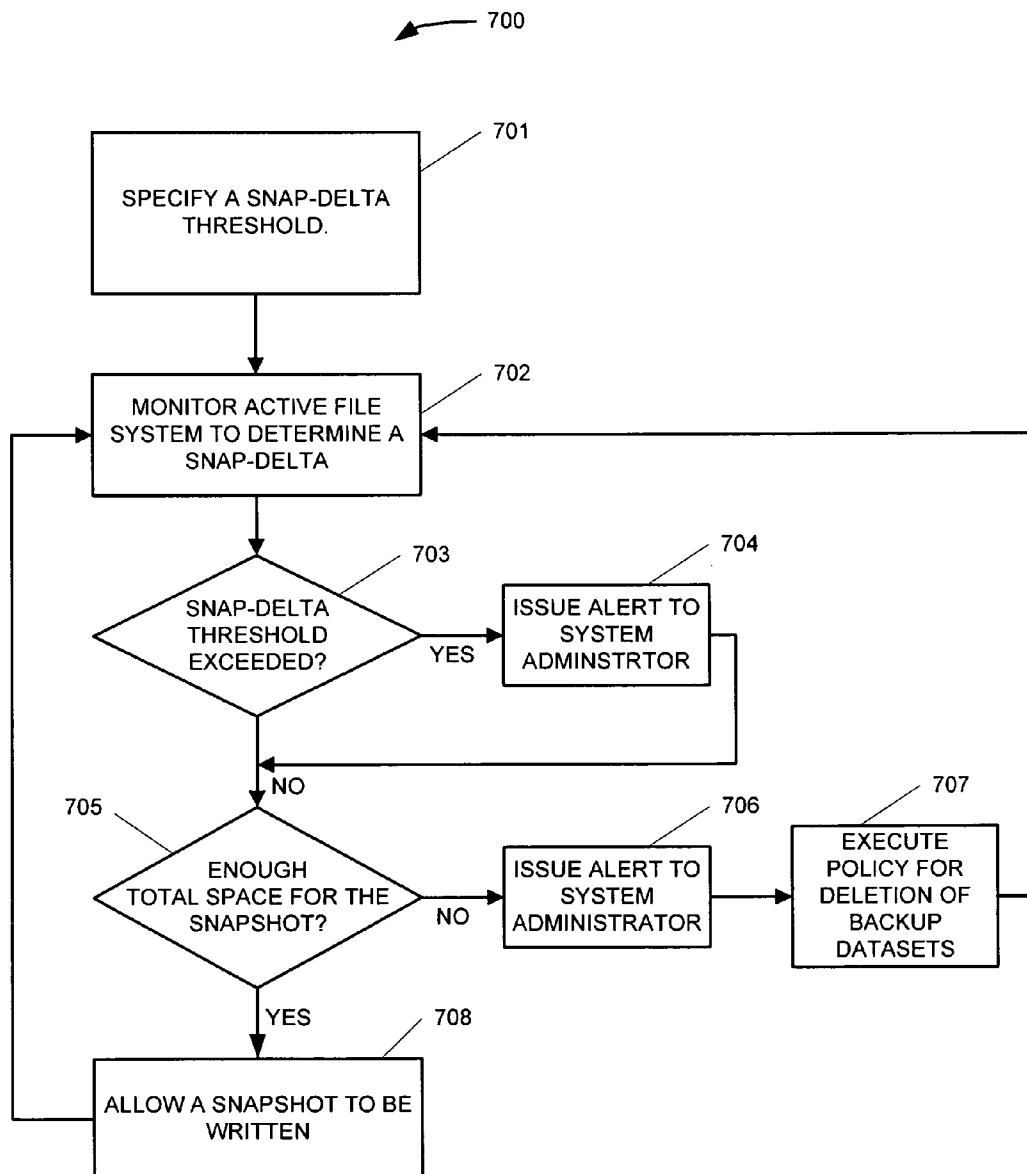 700
701
SPECIFY A SNAP-DELTA
THRESHOLD.
702
MONITOR ACTIVE FILE
SYSTEM TO DETERMINE A
SNAP-DELTA
703
SNAP-DELTA
THRESHOLD
EXCEEDED?
YES
704
ISSUE ALERT TO
SYSTEM
ADMINSTRTOR
NO
705
ENOUGH
TOTAL SPACE FOR THE
SNAPSHOT?
NO
706
ISSUE ALERT TO
SYSTEM
ADMINISTRATOR
707
EXECUTE
POLICY FOR
DELETION OF
BACKUP
DATASETS
YES
708
ALLOW A SNAPSHOT TO BE
WRITTEN